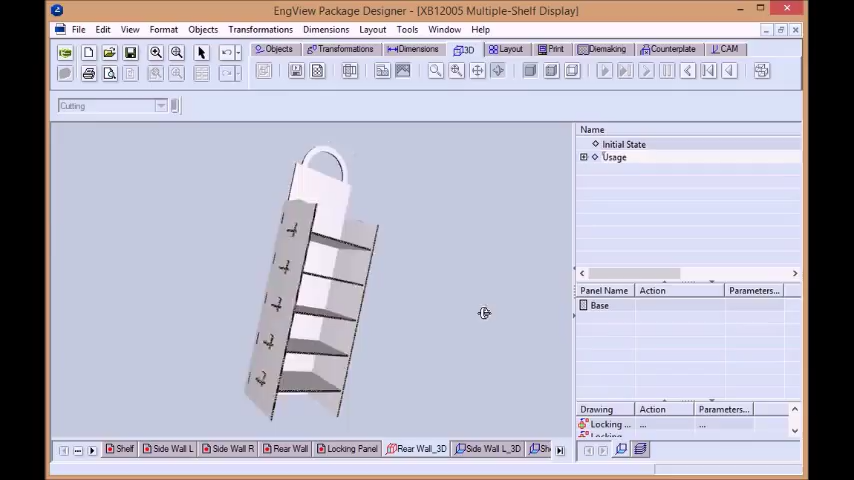 EngView Package Designer - [XB12005 Multiple-Shelf Display]
File Edit View Format Objects Transformations Dimensions Layout Tools Window Help
Objects Transformations Dimensions 3D Layout Print Diemaking Counterplate CAM
Cutting
Name
Initial State
Usage
Panel Name Action Parameters...
Base
Drawing Action Parameters...
Locking ... ... ...
Locking
Shelf Side Wall L Side Wall R Rear Wall Locking Panel Rear Wall_3D Side Wall L_3D